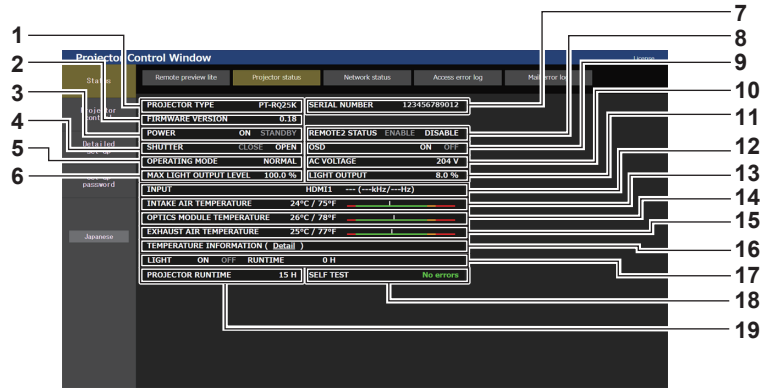 Projector Control Window
License
Status
Remote preview lite
Projector status
Network status
Access error log
Mail error log
Projector control
Detailed set up
password
Japanese
PROJECTOR TYPE PT-RQ25K SERIAL NUMBER 123456789012
FIRMWARE VERSION 0.18
POWER ON STANDBY REMOTE2 STATUS ENABLE DISABLE
SHUTTER CLOSE OPEN OSD ON OFF
OPERATING MODE NORMAL AC VOLTAGE 204 V
MAX LIGHT OUTPUT LEVEL 100.0 % LIGHT OUTPUT 8.0 %
INPUT HDMI1 --- (---kHz/---Hz)
INTAKE AIR TEMPERATURE 24°C / 75°F
OPTICS MODULE TEMPERATURE 26°C / 78°F
EXHAUST AIR TEMPERATURE 25°C / 77°F
TEMPERATURE INFORMATION ( Detail )
LIGHT ON OFF RUNTIME 0 H
PROJECTOR RUNTIME 15 H SELF TEST No errors
1
2
3
4
5
6
7
8
9
10
11
12
13
14
15
16
17
18
19